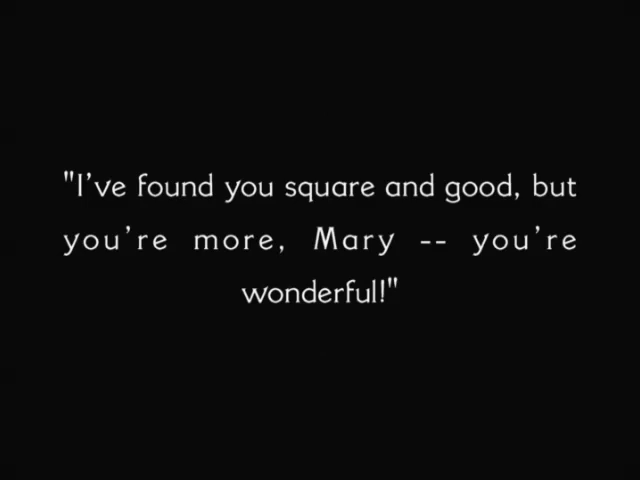 "I've found you square and good, but
you're more, Mary -- you're
wonderful!"